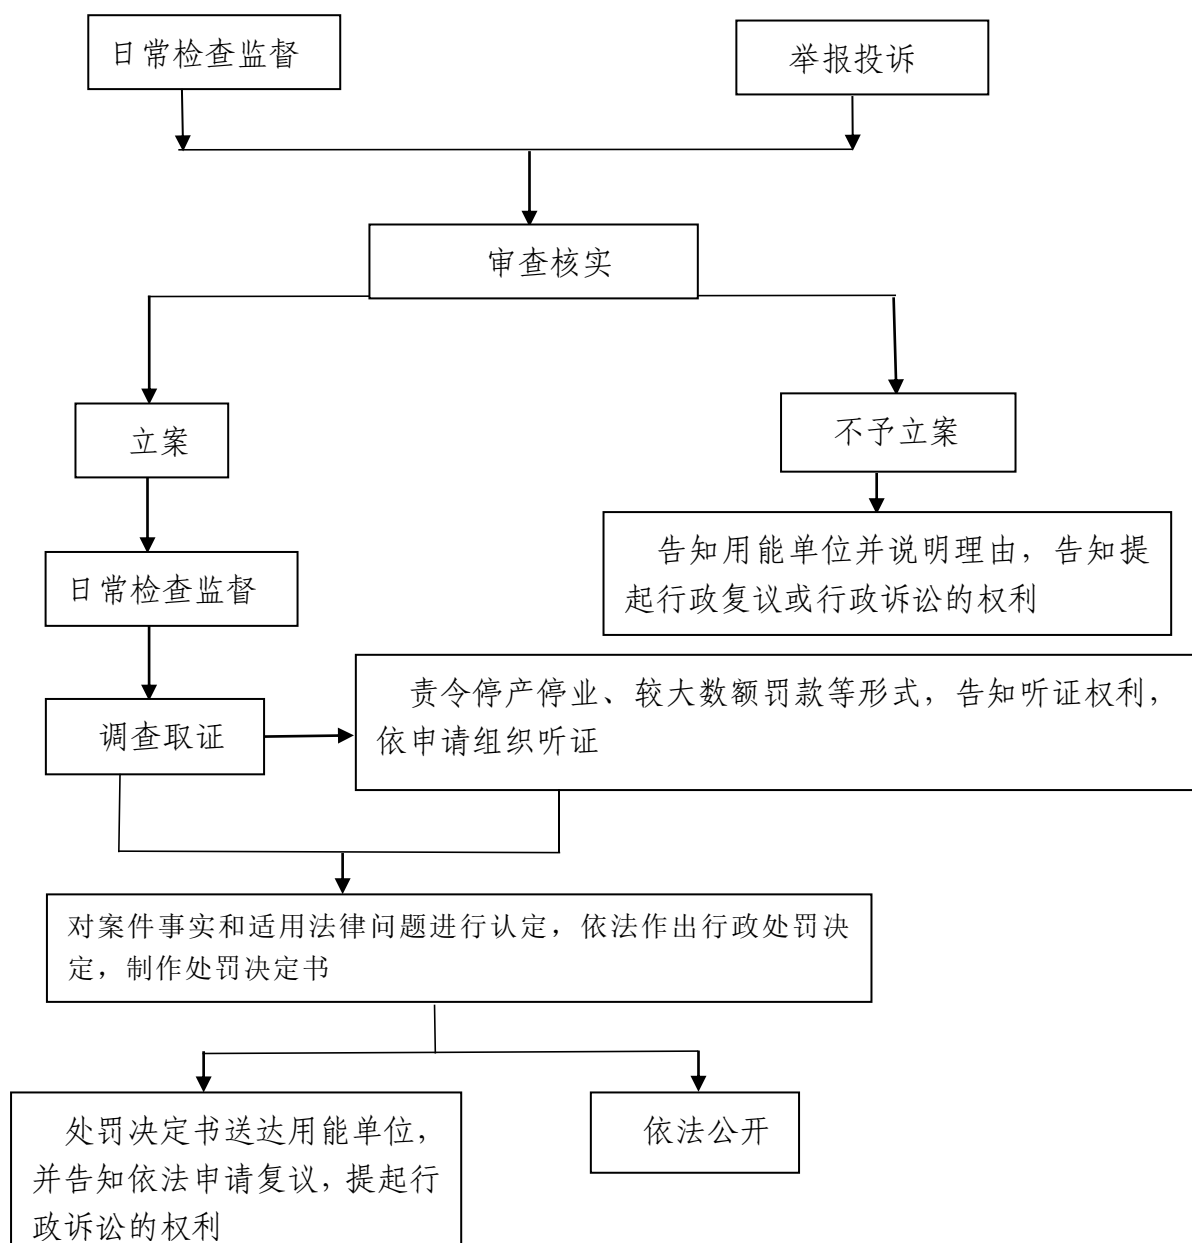 日常检查监督
举报投诉
审查核实
立案
不予立案
告知用能单位并说明理由，告知提
起行政复议或行政诉讼的权利
日常检查监督
责令停产停业、较大数额罚款等形式，告知听证权利，
依申请组织听证
调查取证
对案件事实和适用法律问题进行认定，依法作出行政处罚决
定，制作处罚决定书
处罚决定书送达用能单位，
并告知依法申请复议，提起行
政诉讼的权利
依法公开